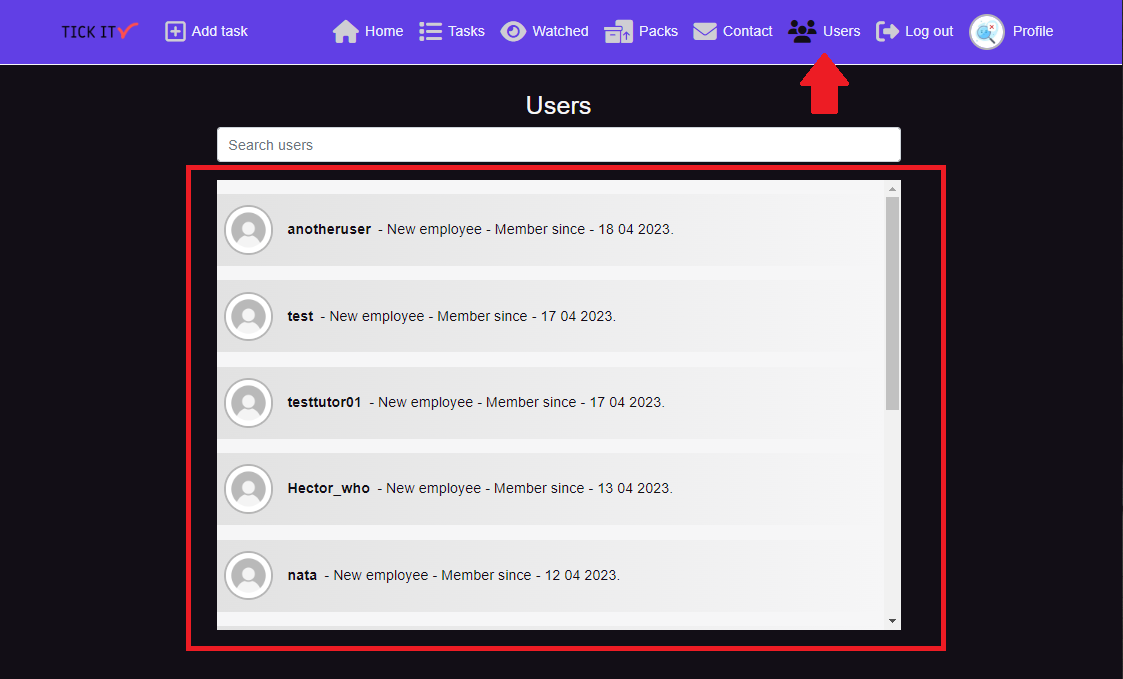 TICK IT Add task Home Tasks Watched Packs Contact Users Log out Profile
Users
Search users
anotheruser - New employee - Member since - 18 04 2023.
test - New employee - Member since - 17 04 2023.
testtutor01 - New employee - Member since - 17 04 2023.
Hector_who - New employee - Member since - 13 04 2023.
nata - New employee - Member since - 12 04 2023.